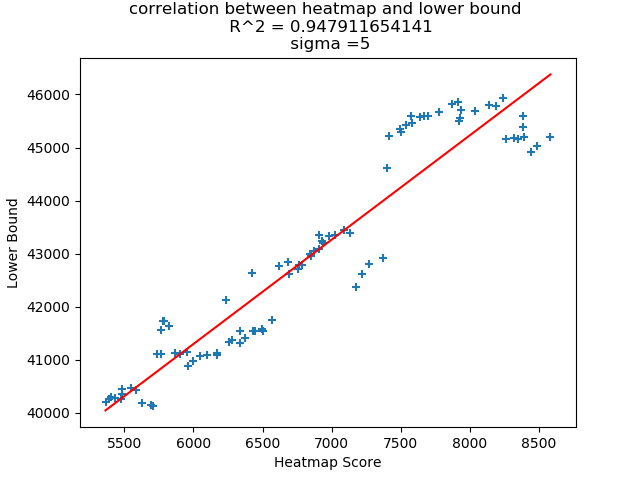 correlation between heatmap and lower bound
R^2 = 0.947911654141
sigma =5
46000
45000
44000
43000
42000
41000
40000
Lower Bound
5500 6000 6500 7000 7500 8000 8500
Heatmap Score